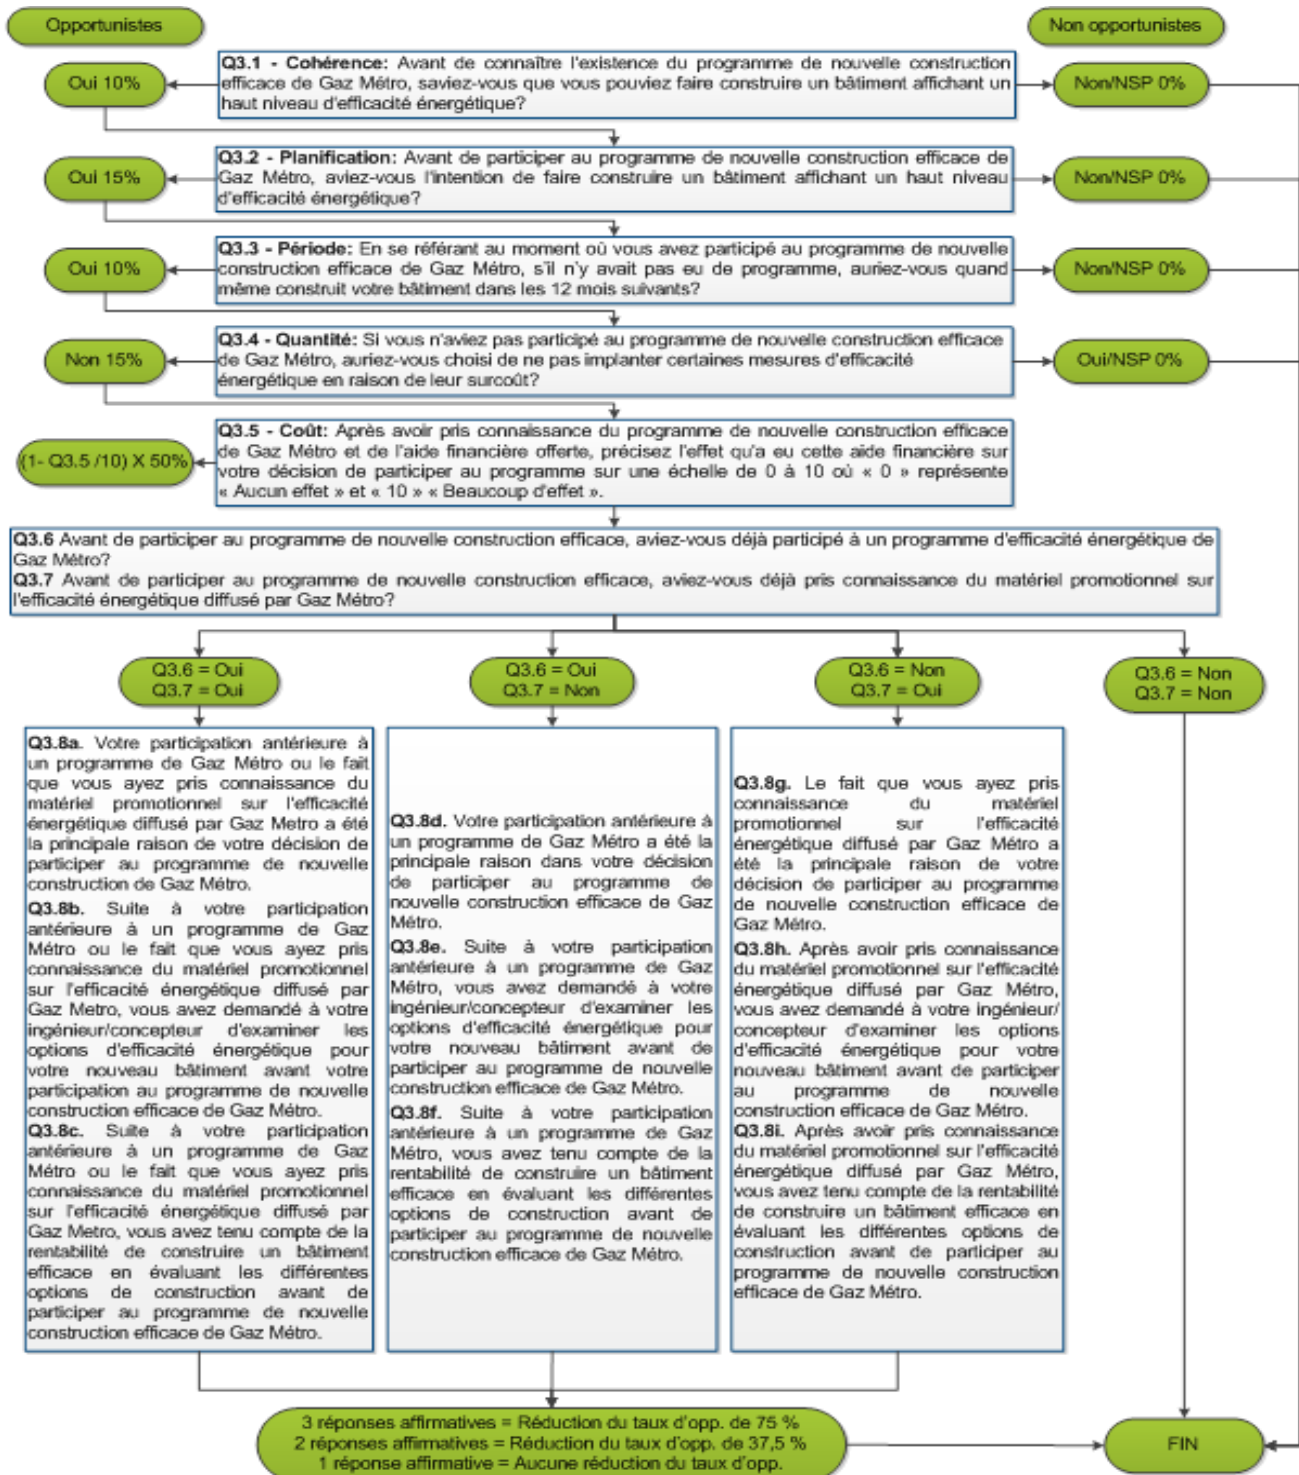 Opportunistes
Non opportunistes
Q3.1 - Cohérence: Avant de connaître l'existence du programme de nouvelle construction
efficace de Gaz Métro, saviez-vous que vous pouviez faire construire un bâtiment affichant un
haut niveau d'efficacité énergétique?
Oui 10%
Non/NSP 0%
Q3.2 - Planification: Avant de participer au programme de nouvelle construction efficace de
Gaz Métro, aviez-vous l'intention de faire construire un bâtiment affichant un haut niveau
d'efficacité énergétique?
Oui 15%
Non/NSP 0%
Q3.3 - Période: En se référant au moment où vous avez participé au programme de nouvelle
construction efficace de Gaz Métro, s'il n'y avait pas eu de programme, auriez-vous quand
même construit votre bâtiment dans les 12 mois suivants?
Oui 10%
Non/NSP 0%
Q3.4 - Quantité: Si vous n'aviez pas participé au programme de nouvelle construction efficace
de Gaz Métro, auriez-vous choisi de ne pas implanter certaines mesures d'efficacité
énergétique en raison de leur surcoût?
Non 15%
Oui/NSP 0%
Q3.5 - Coût: Après avoir pris connaissance du programme de nouvelle construction efficace
de Gaz Métro et de l'aide financière offerte, précisez l'effet qu'a eu cette aide financière sur
votre décision de participer au programme sur une échelle de 0 à 10 où « 0 » représente
« Aucun effet » et « 10 » « Beaucoup d'effet ».
(1- Q3.5 /10) X 50%
Q3.6 Avant de participer au programme de nouvelle construction efficace, aviez-vous déjà participé à un programme d'efficacité énergétique de
Gaz Métro?
Q3.7 Avant de participer au programme de nouvelle construction efficace, aviez-vous déjà pris connaissance du matériel promotionnel sur
l'efficacité énergétique diffusé par Gaz Métro?
Q3.6 = Oui
Q3.7 = Oui
Q3.6 = Oui
Q3.7 = Non
Q3.6 = Non
Q3.7 = Oui
Q3.6 = Non
Q3.7 = Non
Q3.8a. Votre participation antérieure à
un programme de Gaz Métro ou le fait
que vous ayez pris connaissance du
matériel promotionnel sur l'efficacité
énergétique diffusé par Gaz Metro a été
la principale raison de votre décision de
participer au programme de nouvelle
construction de Gaz Métro.
Q3.8b. Suite à votre participation
antérieure à un programme de Gaz
Métro ou le fait que vous ayez pris
connaissance du matériel promotionnel
sur l'efficacité énergétique diffusé par
Gaz Metro, vous avez demandé à votre
ingénieur/concepteur d'examiner les
options d'efficacité énergétique pour
votre nouveau bâtiment avant votre
participation au programme de nouvelle
construction efficace de Gaz Métro.
Q3.8c. Suite à votre participation
antérieure à un programme de Gaz
Métro ou le fait que vous ayez pris
connaissance du matériel promotionnel
sur l'efficacité énergétique diffusé par
Gaz Metro, vous avez tenu compte de la
rentabilité de construire un bâtiment
efficace en évaluant les différentes
options de construction avant de
participer au programme de nouvelle
construction efficace de Gaz Métro.
Q3.8d. Votre participation antérieure à
un programme de Gaz Métro a été la
principale raison dans votre décision
de participer au programme de
nouvelle construction efficace de Gaz
Métro.
Q3.8e. Suite à votre participation
antérieure à un programme de Gaz
Métro, vous avez demandé à votre
ingénieur/concepteur d'examiner les
options d'efficacité énergétique pour
votre nouveau bâtiment avant de
participer au programme de nouvelle
construction efficace de Gaz Métro.
Q3.8f. Suite à votre participation
antérieure à un programme de Gaz
Métro, vous avez tenu compte de la
rentabilité de construire un bâtiment
efficace en évaluant les différentes
options de construction avant de
participer au programme de nouvelle
construction efficace de Gaz Métro.
Q3.8g. Le fait que vous ayez pris
connaissance du matériel
promotionnel sur l'efficacité
énergétique diffusé par Gaz Métro a
été la principale raison de votre
décision de participer au programme
de nouvelle construction efficace de
Gaz Métro.
Q3.8h. Après avoir pris connaissance
du matériel promotionnel sur l'efficacité
énergétique diffusé par Gaz Métro,
vous avez demandé à votre ingénieur/
concepteur d'examiner les options
d'efficacité énergétique pour votre
nouveau bâtiment avant de participer
au programme de nouvelle
construction efficace de Gaz Métro.
Q3.8i. Après avoir pris connaissance
du matériel promotionnel sur l'efficacité
énergétique diffusé par Gaz Métro,
vous avez tenu compte de la rentabilité
de construire un bâtiment efficace en
évaluant les différentes options de
construction avant de participer au
programme de nouvelle construction
efficace de Gaz Métro.
3 réponses affirmatives = Réduction du taux d'opp. de 75 %
2 réponses affirmatives = Réduction du taux d'opp. de 37,5 %
1 réponse affirmative = Aucune réduction du taux d'opp.
FIN